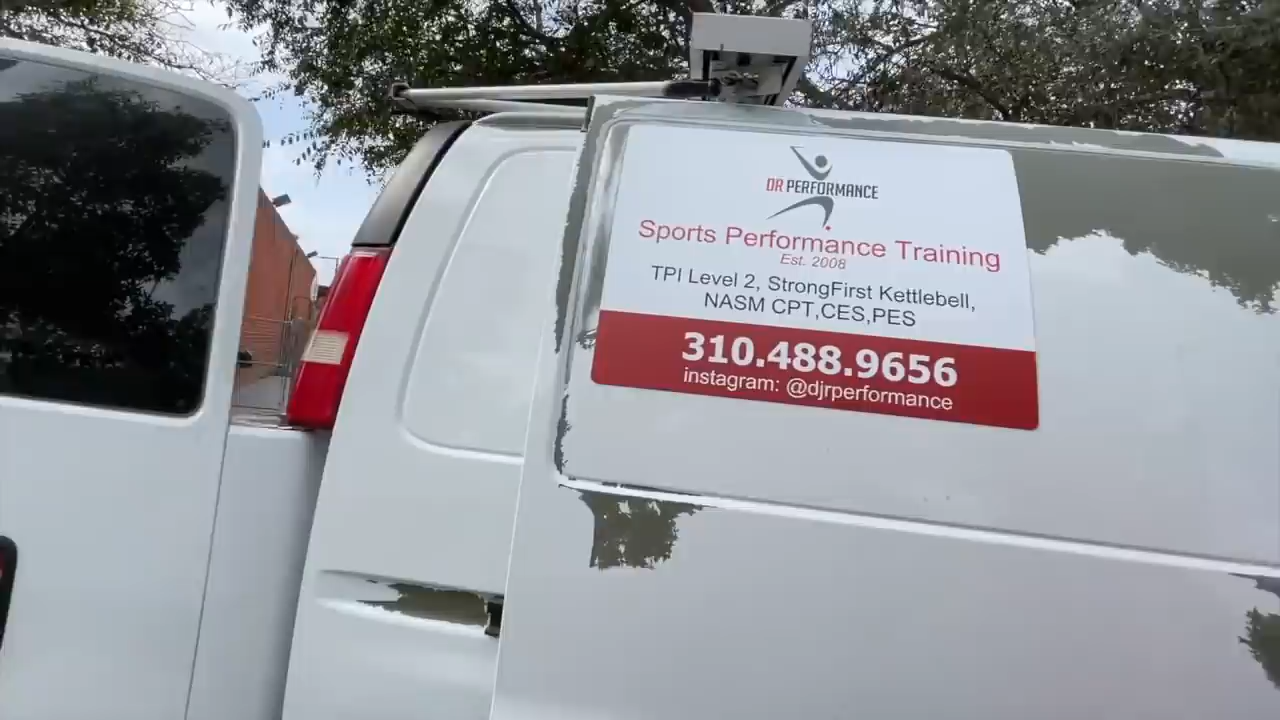 DR PERFORMANCE
Sports Performance Training
Est. 2008
TPI Level 2, StrongFirst Kettlebell,
NASM CPT,CES,PES
310.488.9656
instagram: @djrperformance